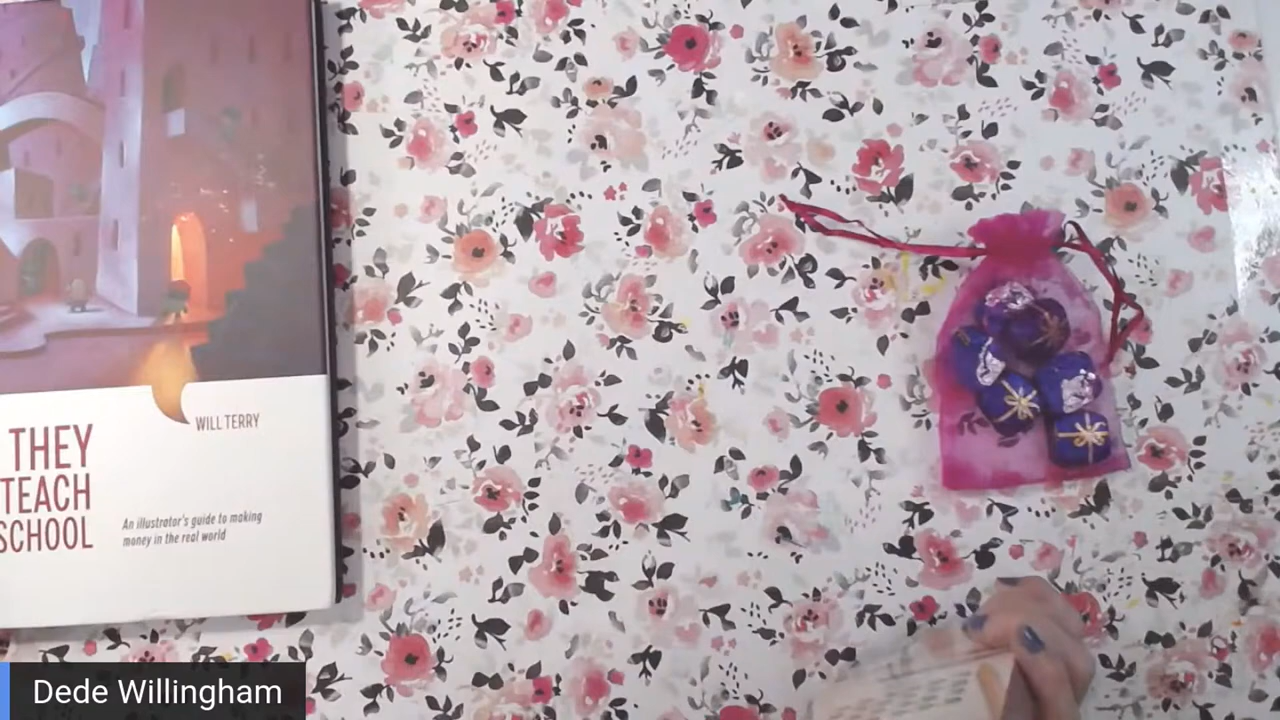 WILL TERRY
THEY
TEACH
SCHOOL
An illustrator's guide to making
money in the real world
Dede Willingham